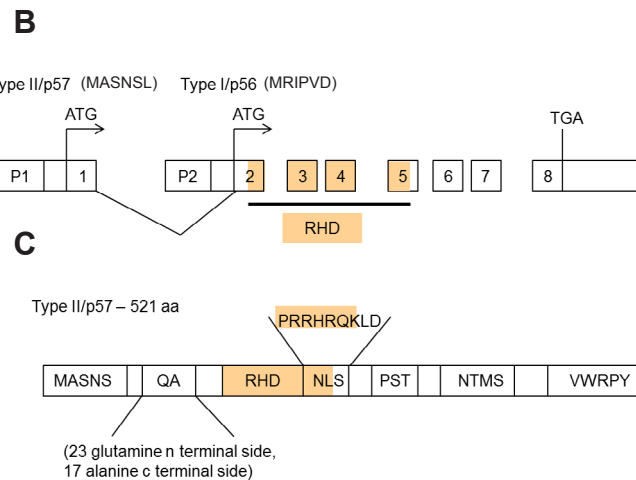 B
ype II/p57 (MASNSL) Type I/p56 (MRIPVD)
ATG ATG TGA
P1 1 P2 2 3 4 5 6 7 8
RHD
C
Type II/p57 – 521 aa
PRRHRQKLD
MASNS QA RHD NLS PST NTMS VWRPY
(23 glutamine n terminal side,
17 alanine c terminal side)